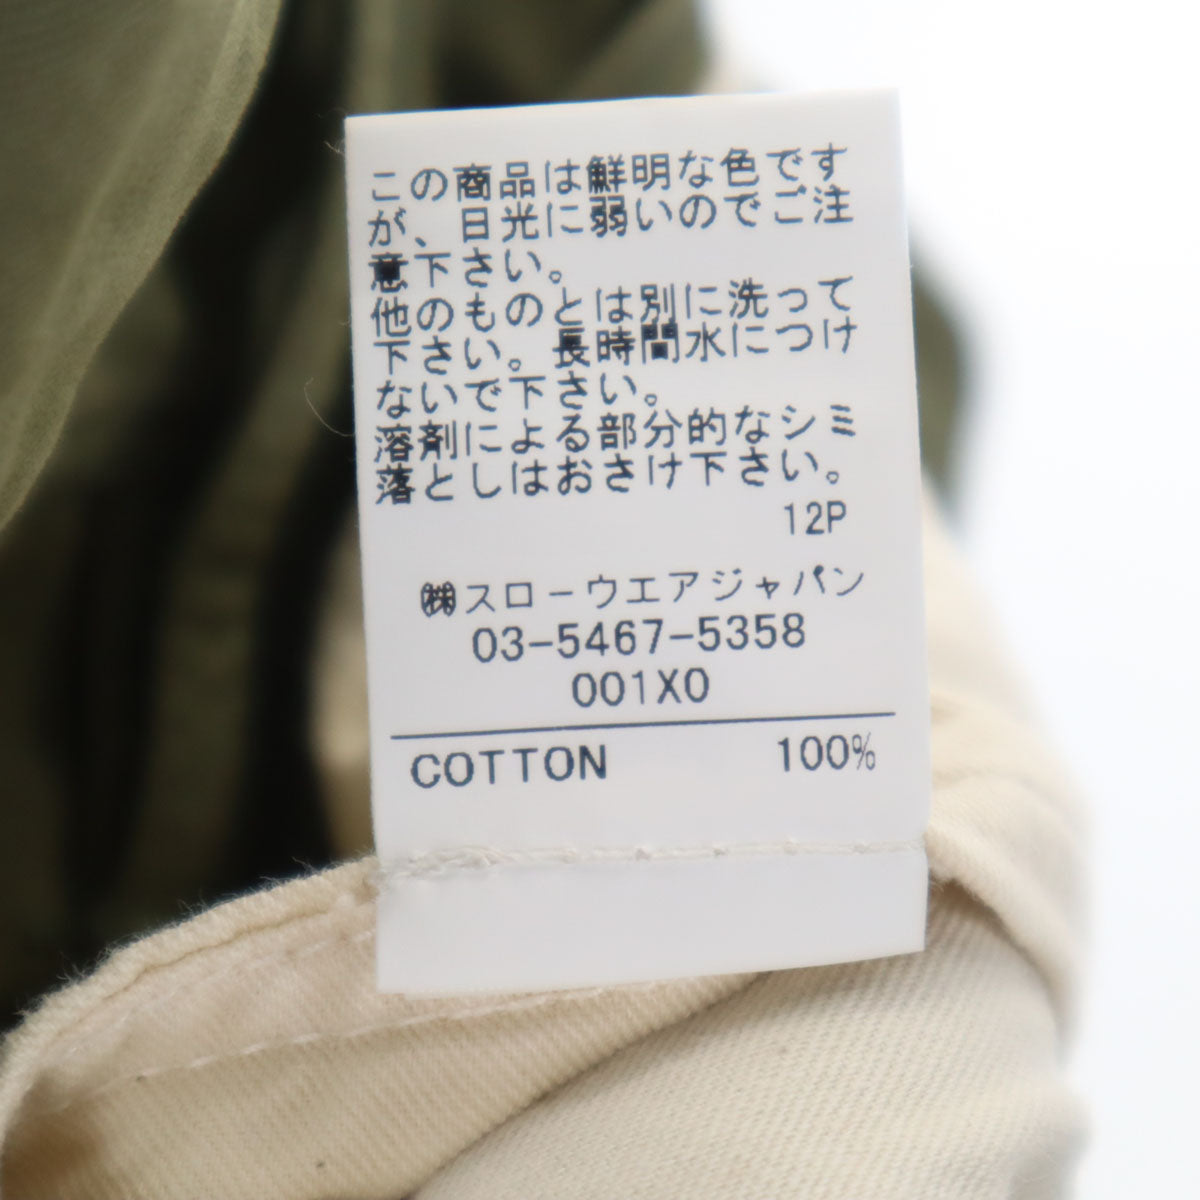 この商品は鮮明な色です
が、日光に弱いのでご注
意下さい。
他のものとは別に洗って
下さい。長時間水につけ
ないで下さい。
溶剤による部分的なシミ
落としはおさけ下さい。
12P
㈱スローウエアジャパン
03-5467-5358
001X0
COTTON 100%